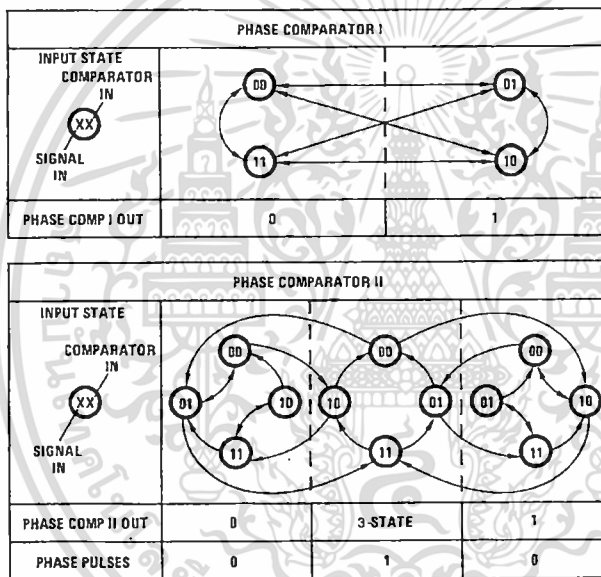 PHASE COMPARATOR I
INPUT STATE
COMPARATOR
IN
XX
SIGNAL
IN
00
01
11
10
PHASE COMP I OUT
0
1
PHASE COMPARATOR II
INPUT STATE
COMPARATOR
IN
XX
SIGNAL
IN
00
00
00
01
10
10
01
01
10
11
11
11
PHASE COMP II OUT
0
3-STATE
1
PHASE PULSES
0
1
0